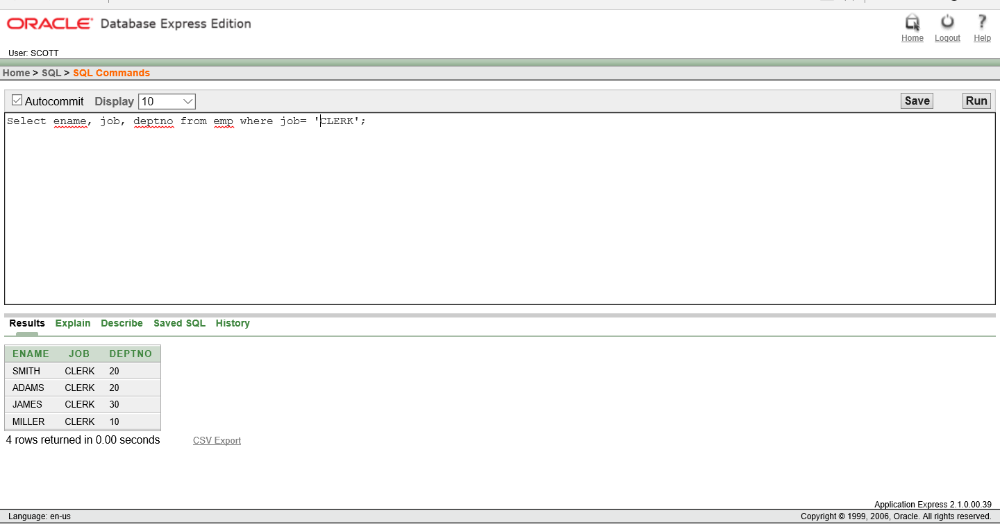 ORACLE Database Express Edition
Home Logout Help
User: SCOTT
Home > SQL > SQL Commands
Autocommit Display 10 Save Run
Select ename, job, deptno from emp where job= 'CLERK';
Results Explain Describe Saved SQL History
ENAME JOB DEPTNO
SMITH CLERK 20
ADAMS CLERK 20
JAMES CLERK 30
MILLER CLERK 10
4 rows returned in 0.00 seconds CSV Export
Application Express 2.1.0.00.39
Language: en-us Copyright © 1999, 2006, Oracle. All rights reserved.